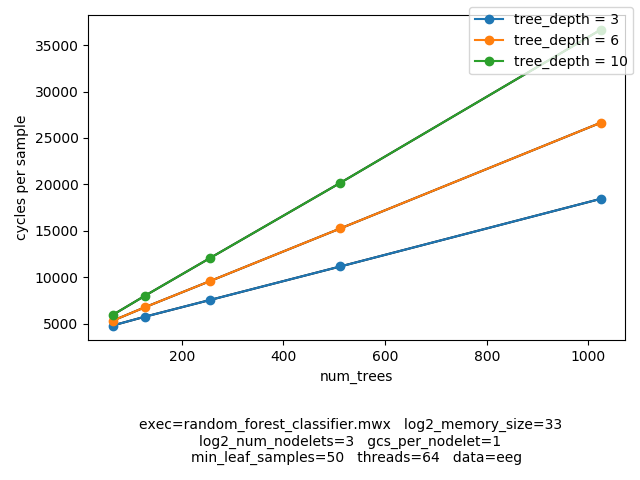 tree_depth = 3
tree_depth = 6
tree_depth = 10
35000
30000
25000
20000
15000
10000
5000
cycles per sample
200 400 600 800 1000
num_trees
exec=random_forest_classifier.mwx log2_memory_size=33
log2_num_nodelets=3 gcs_per_nodelet=1
min_leaf_samples=50 threads=64 data=eeg